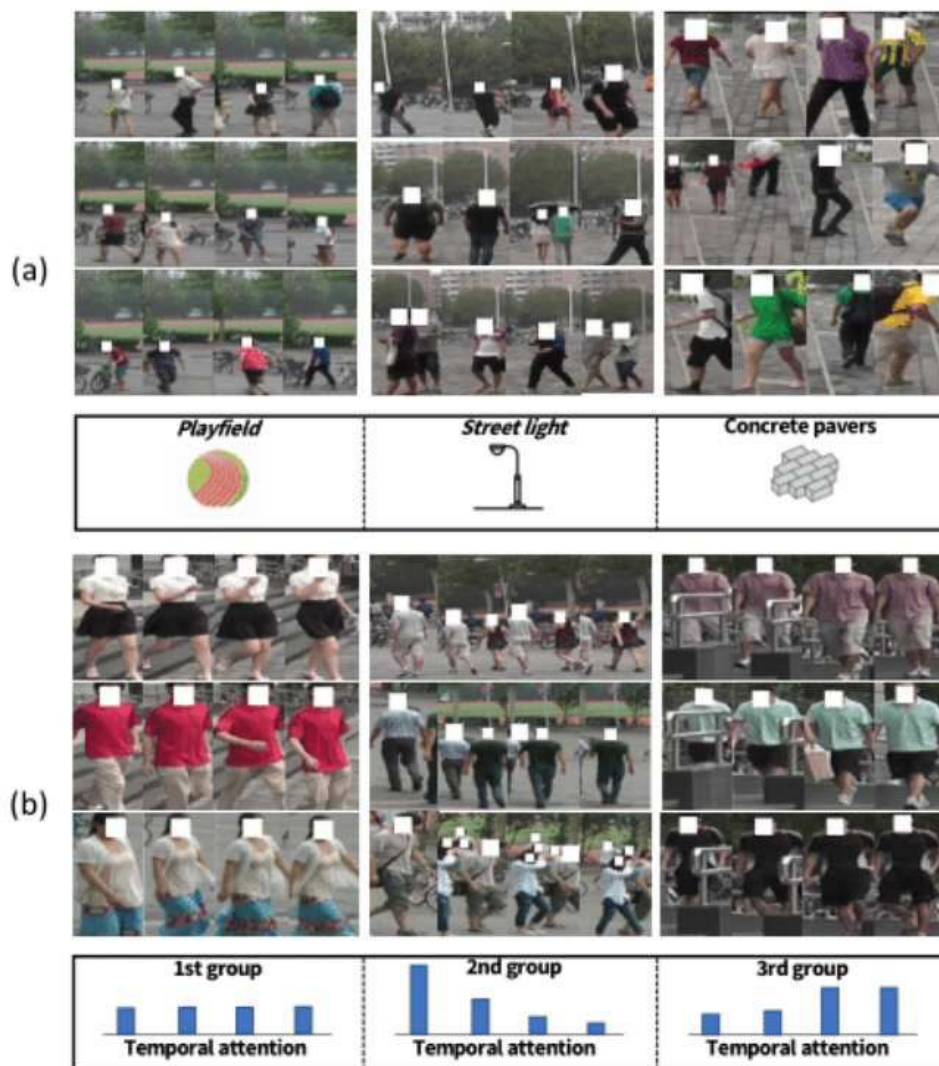 (a)
Playfield
Street light
Concrete pavers
(b)
1st group
2nd group
3rd group
Temporal attention
Temporal attention
Temporal attention